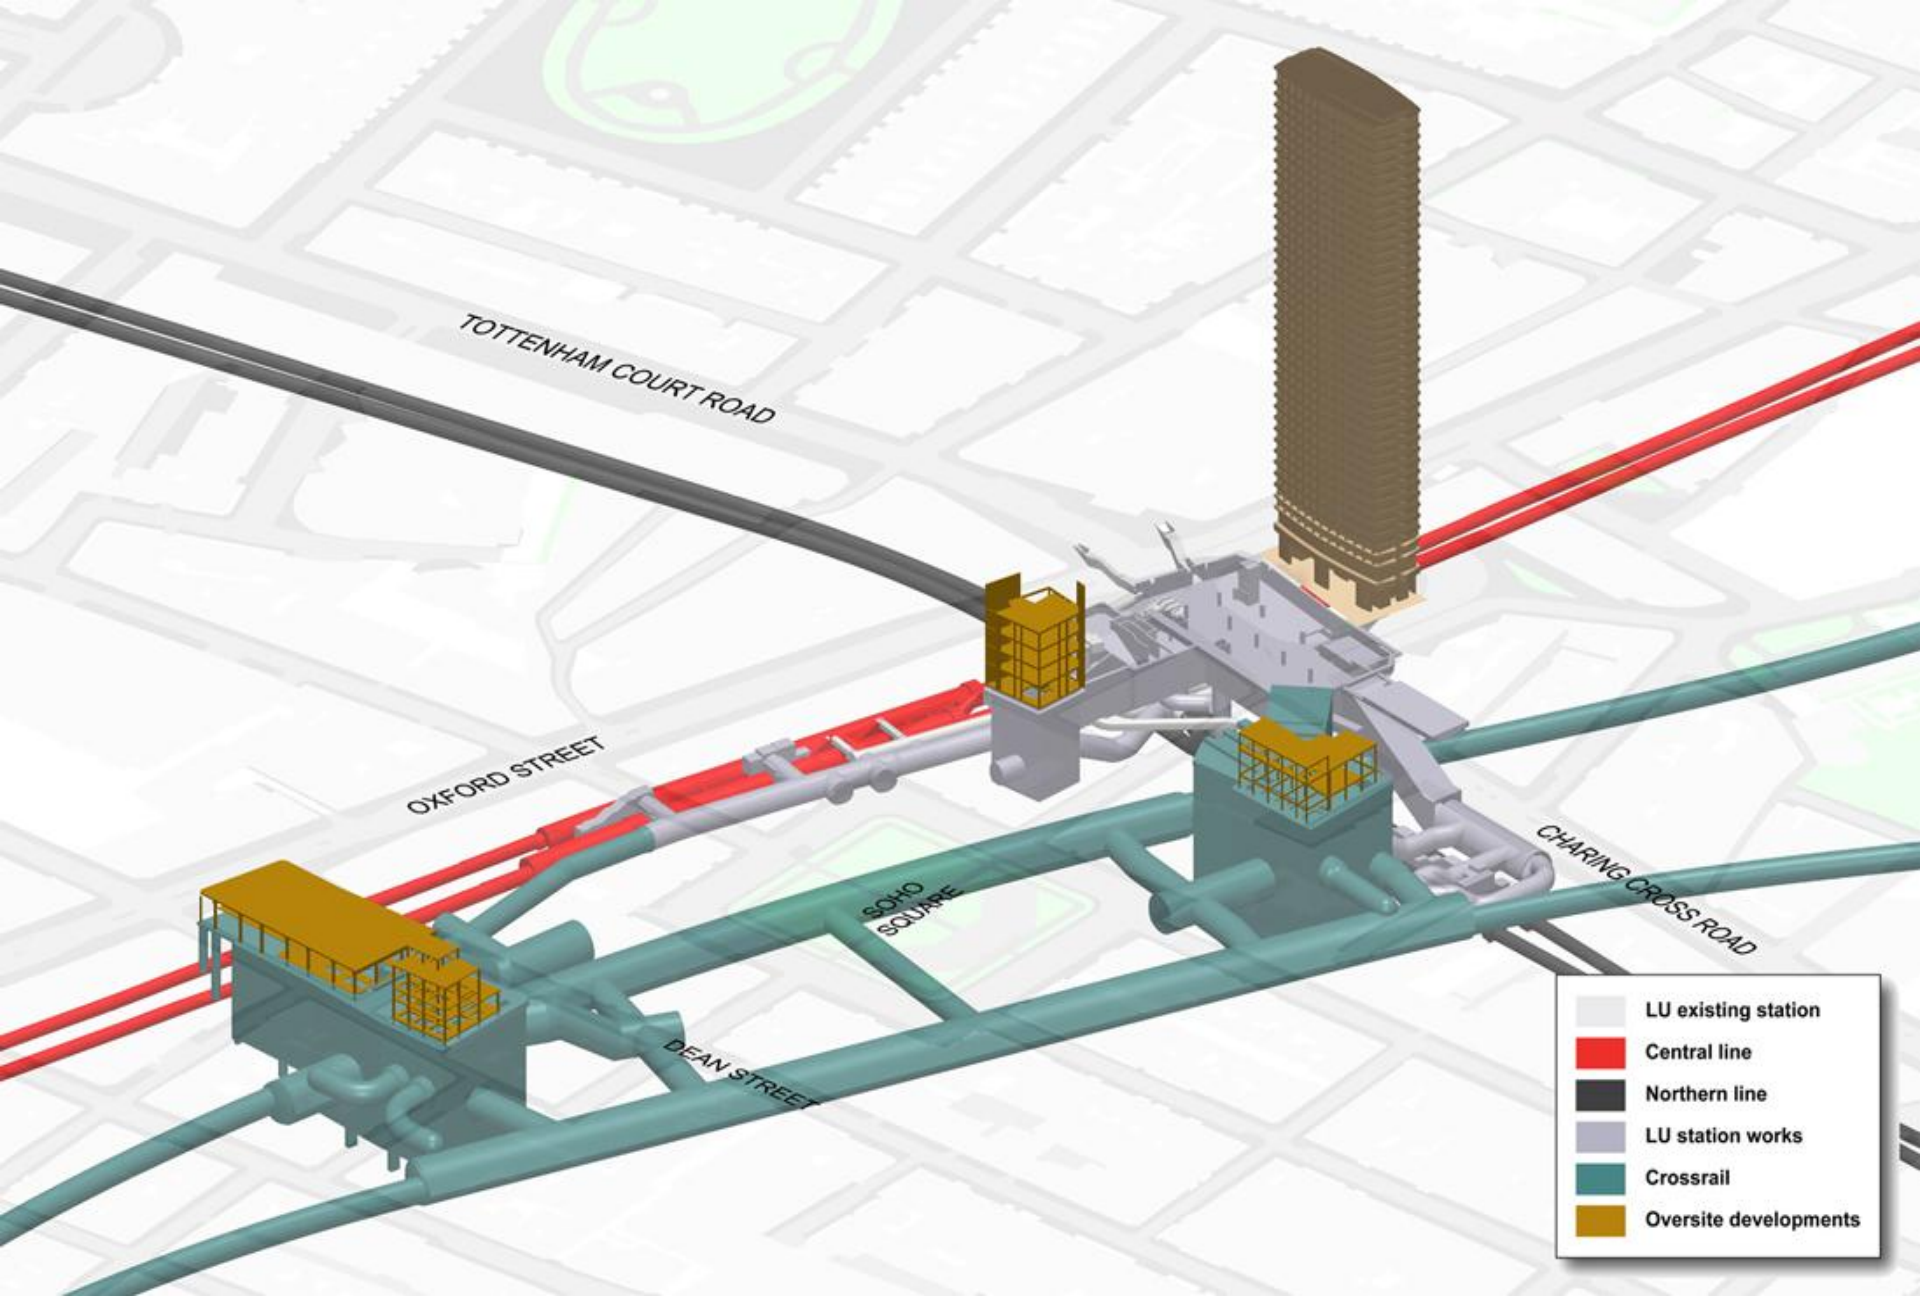 TOTTENHAM COURT ROAD
OXFORD STREET
SOHO
SQUARE
CHARING CROSS ROAD
DEAN STREET
LU existing station
Central line
Northern line
LU station works
Crossrail
Oversite developments